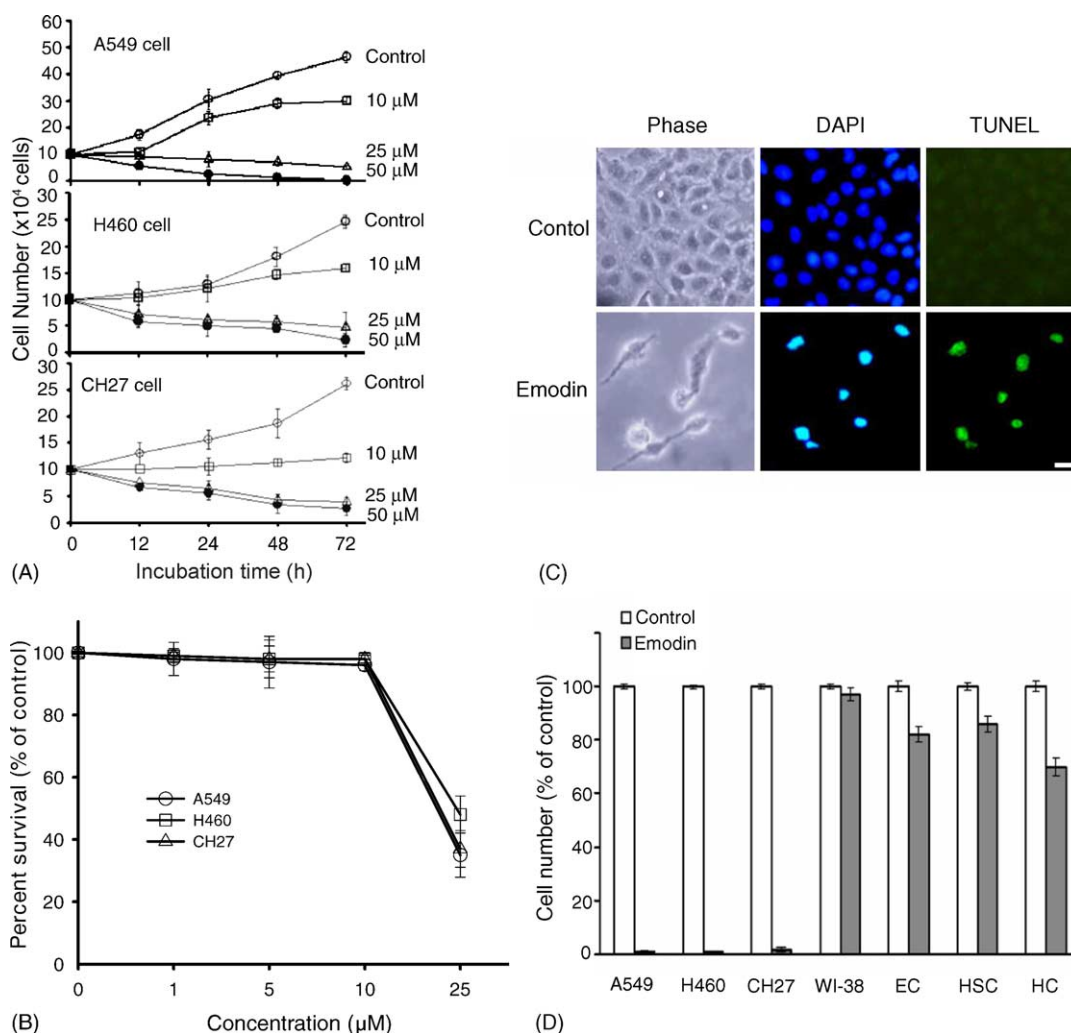 60
50
A549 cell
Control
40
30
10 µM
20
10
25 µM
0
50 µM
30
25
H460 cell
Control
20
15
10 µM
10
5
25 µM
0
50 µM
30
25
CH27 cell
Control
20
15
10 µM
10
5
25 µM
0
50 µM
Cell Number (x10⁴ cells)
0 12 24 48 72
Incubation time (h)
(A)
Phase DAPI TUNEL
Contol
Emodin
(C)
100
80
60
40
20
0
Percent survival (% of control)
A549
H460
CH27
0 1 5 10 25
Concentration (µM)
(B)
Control
Emodin
100
80
60
40
20
0
Cell number (% of control)
A549 H460 CH27 WI-38 EC HSC HC
(D)